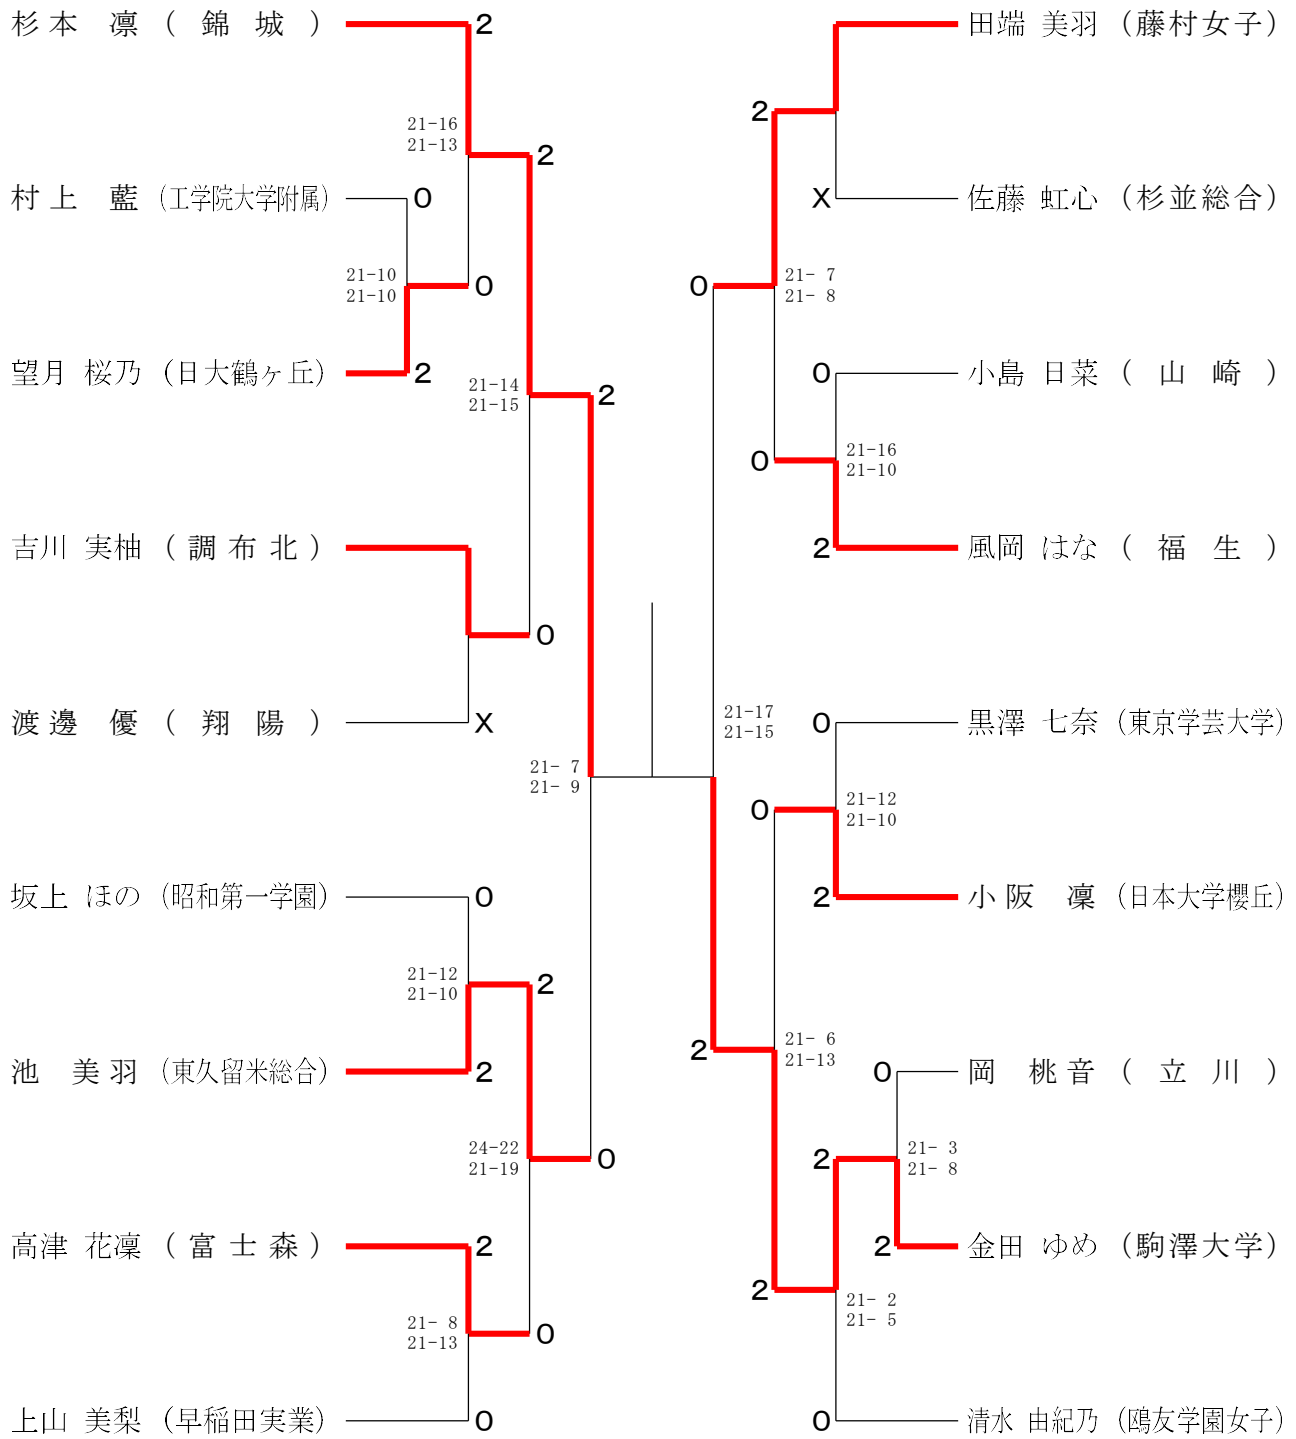 杉本 凛 (錦城)
2
21-16
21-13
2
村上 藍 (工学院大学附属)
0
21-10
21-10
0
望月 桜乃 (日大鶴ヶ丘)
2
21-14
21-15
2
吉川 実柚 (調布北)
0
渡邊 優 (翔陽)
X
21- 7
21- 9
坂上 ほの (昭和第一学園)
0
21-12
21-10
2
池 美羽 (東久留米総合)
2
24-22
21-19
0
高津 花凜 (富士森)
2
21- 8
21-13
0
上山 美梨 (早稲田実業)
0
田端 美羽 (藤村女子)
2
X
佐藤 虹心 (杉並総合)
0
21- 7
21- 8
0
小島 日菜 (山崎)
0
21-16
21-10
2
風岡 はな (福生)
21-17
21-15
0
黒澤 七奈 (東京学芸大学)
0
21-12
21-10
2
小阪 凜 (日本大学櫻丘)
2
21- 6
21-13
0
岡 桃音 (立川)
2
21- 3
21- 8
2
金田 ゆめ (駒澤大学)
2
21- 2
21- 5
0
清水 由紀乃 (鴎友学園女子)